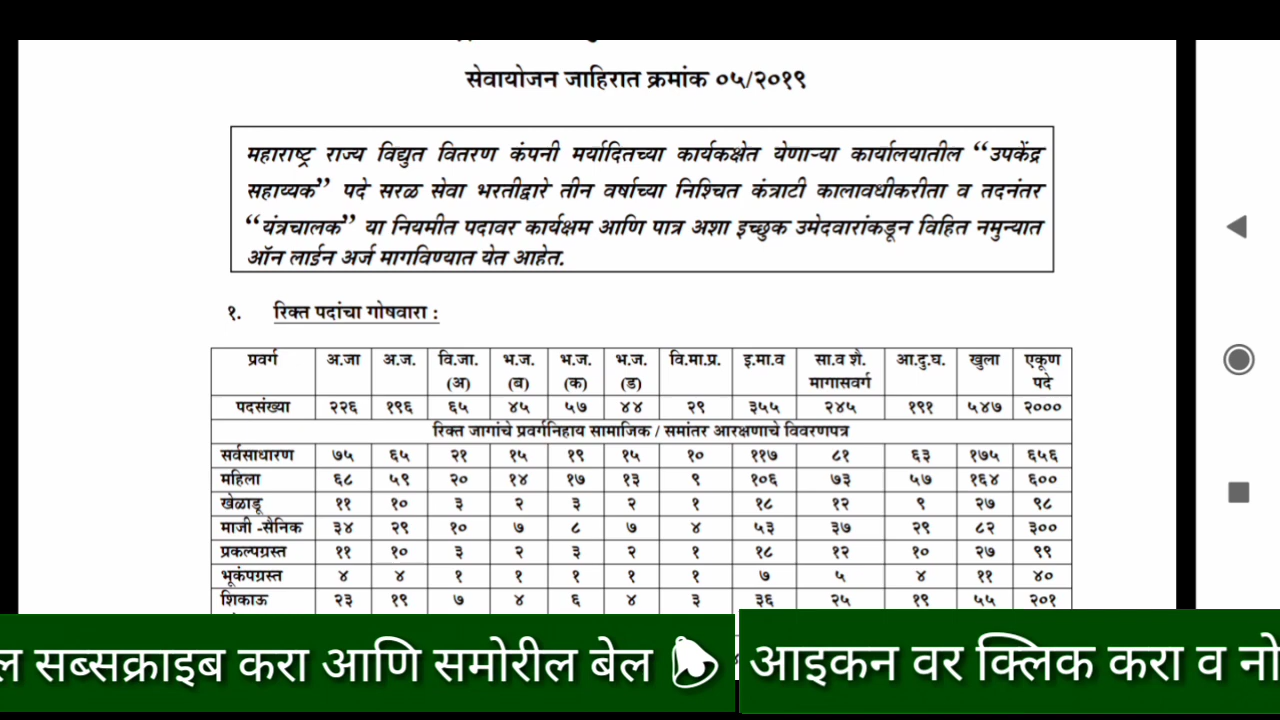 सेवायोजन जाहिरात क्रमांक ०५/२०१९
महाराष्ट्र राज्य विद्युत वितरण कंपनी मर्यादितच्या कार्यकक्षेत येणाऱ्या कार्यालयातील “उपकेंद्र
सहाय्यक” पदे सरळ सेवा भरतीद्वारे तीन वर्षाच्या निश्चित कंत्राटी कालावधीकरीता व तदनंतर
“यंत्रचालक” या नियमीत पदावर कार्यक्षम आणि पात्र अशा इच्छुक उमेदवारांकडून विहित नमुन्यात
ऑन लाईन अर्ज मागविण्यात येत आहेत.
१. रिक्त पदांचा गोषवारा :
प्रवर्ग अ.जा अ.ज. वि.जा. (अ) भ.ज. (ब) भ.ज. (क) भ.ज. (ड) वि.मा.प्र. इ.मा.व सा.व शै. मागासवर्ग आ.दु.घ. खुला एकूण पदे
पदसंख्या २२६ १९६ ६५ ४५ ५७ ४४ २९ ३५५ २४५ १९१ ५४७ २०००
रिक्त जागांचे प्रवर्गनिहाय सामाजिक / समांतर आरक्षणाचे विवरणपत्र
सर्वसाधारण ७५ ६५ २१ १५ १९ १५ १० ११७ ८१ ६३ १७५ ६५६
महिला ६८ ५९ २० १४ १७ १३ ९ १०६ ७३ ५७ १६४ ६००
खेळाडू ११ १० ३ २ ३ २ १ १८ १२ ९ २७ ९८
माजी -सैनिक ३४ २९ १० ७ ८ ७ ४ ५३ ३७ २९ ८२ ३००
प्रकल्पग्रस्त ११ १० ३ २ ३ २ १ १८ १२ १० २७ ९९
भूकंपग्रस्त ४ ४ १ १ १ १ १ ७ ५ ४ ११ ४०
शिकाऊ २३ १९ ७ ४ ६ ४ ३ ३६ २५ १९ ५५ २०१
ल सब्सक्राइब करा आणि समोरील बेल 🔔 आइकन वर क्लिक करा व नो